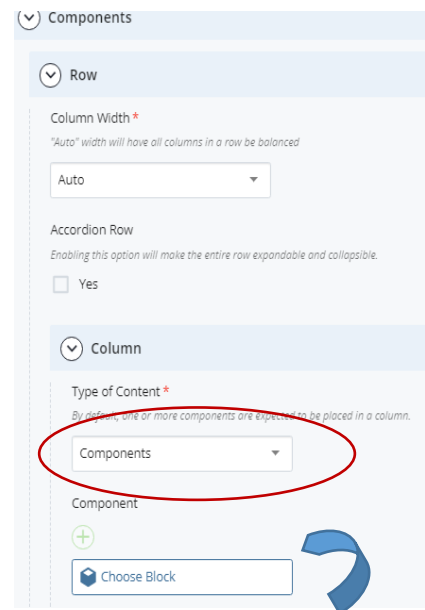 Components
Row
Column Width *
"Auto" width will have all columns in a row be balanced
Auto
Accordion Row
Enabling this option will make the entire row expandable and collapsible.
Yes
Column
Type of Content *
By default, one or more components are expected to be placed in a column.
Components
Component
Choose Block